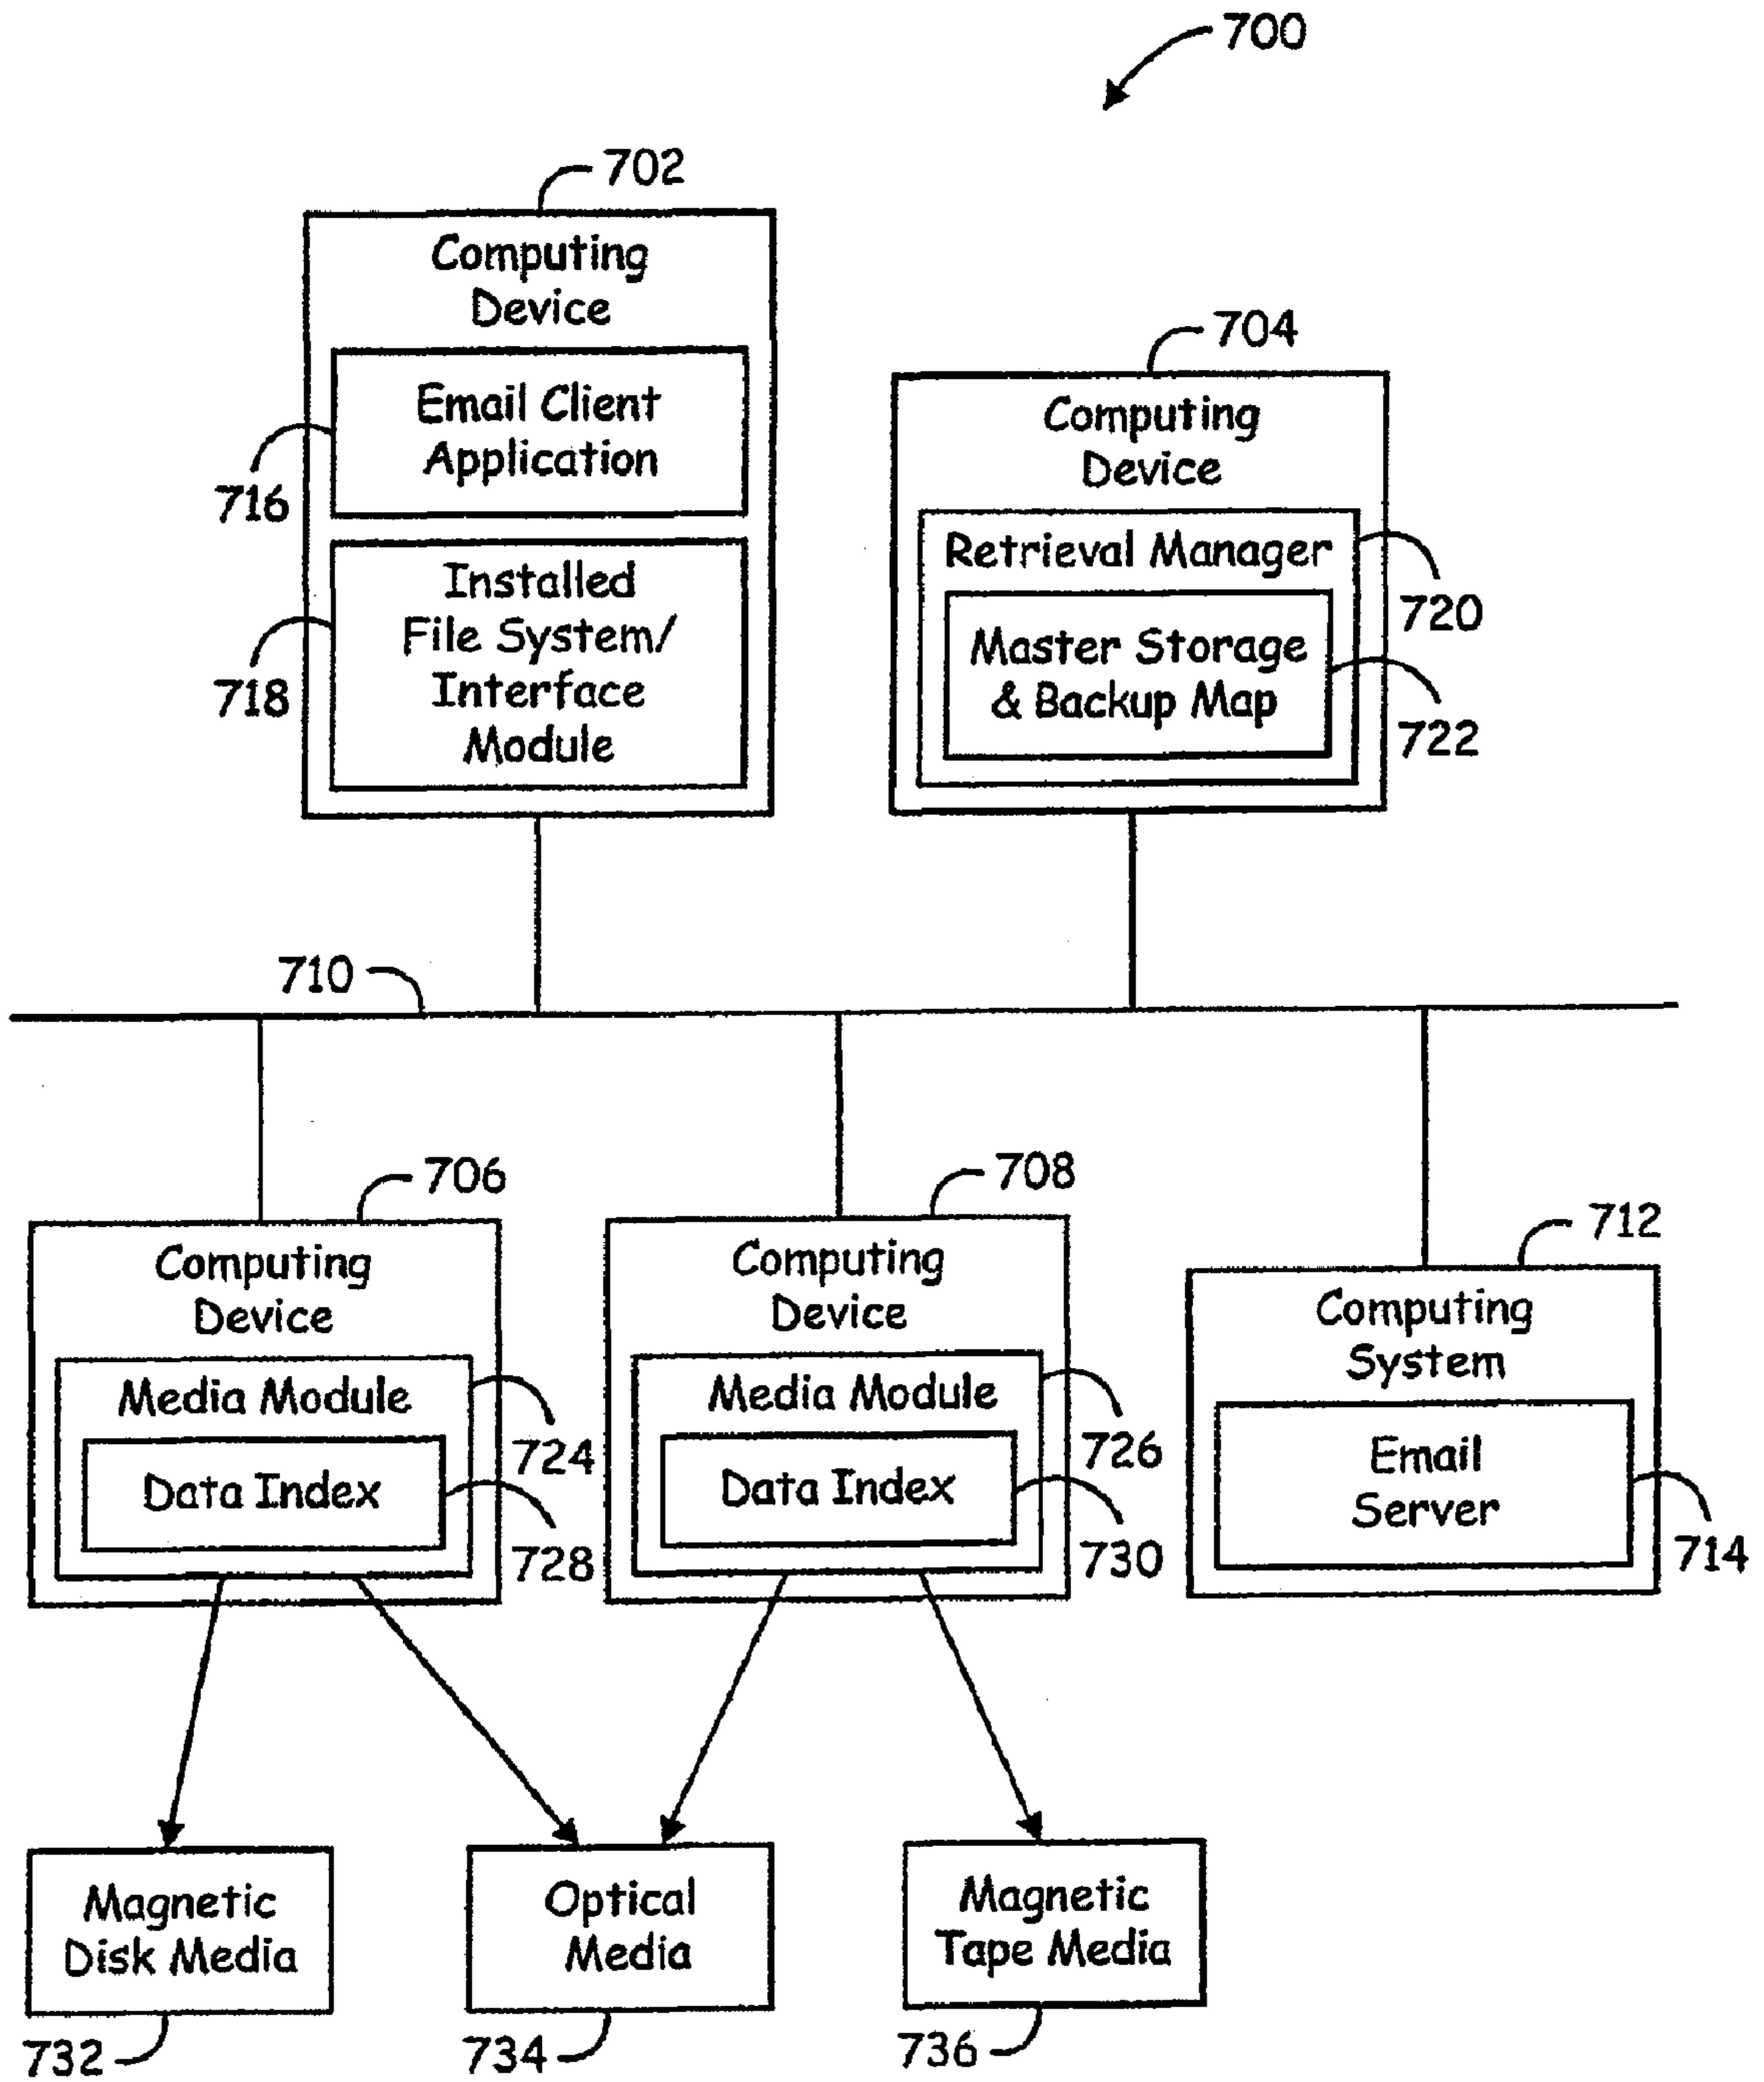 700
702
Computing
Device
Email Client
Application
716
Installed
File System/
Interface
Module
718
704
Computing
Device
Retrieval Manager
720
Master Storage
& Backup Map
722
710
706
Computing
Device
Media Module
724
Data Index
728
708
Computing
Device
Media Module
726
Data Index
730
712
Computing
System
Email
Server
714
Magnetic
Disk Media
732
Optical
Media
734
Magnetic
Tape Media
736